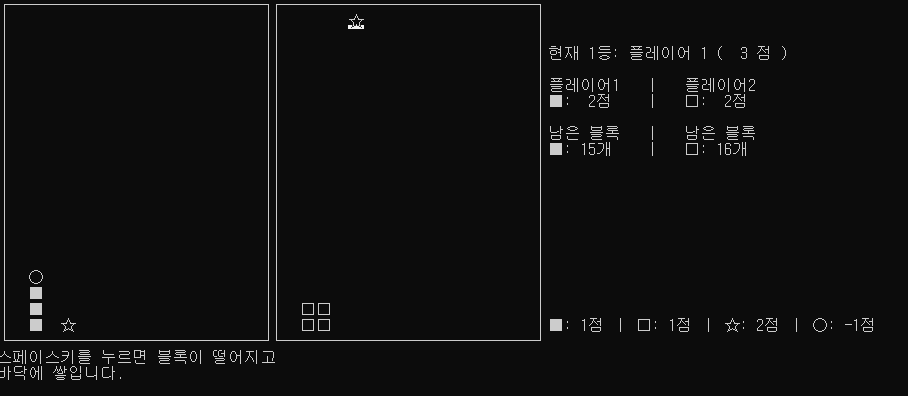 현재 1등: 플레이어 1 (  3 점 )
플레이어1    |    플레이어2
■:  2점    |    □:  2점
남은 블록    |    남은 블록
■: 15개    |    □: 16개
■: 1점 | □: 1점 | ☆: 2점 | ○: -1점
스페이스키를 누르면 블록이 떨어지고
바닥에 쌓입니다.